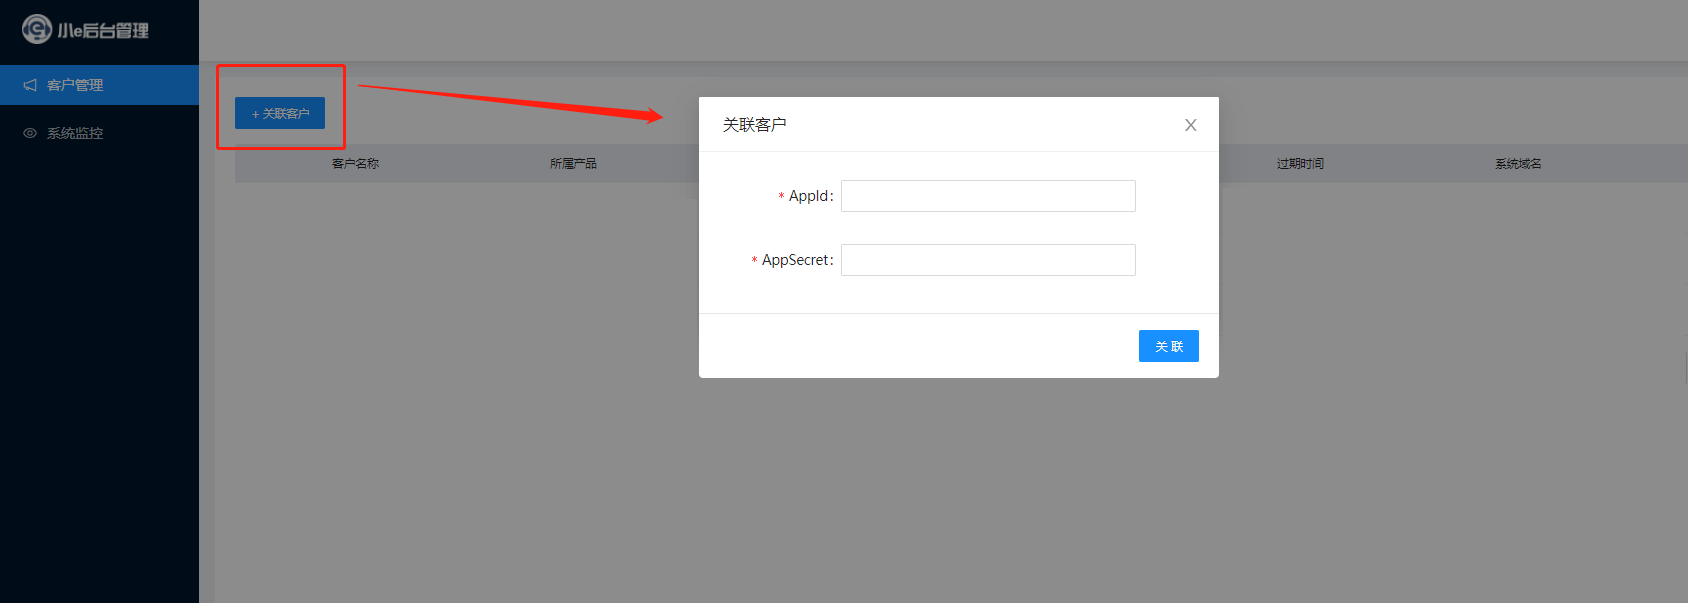 小e后台管理
客户管理
系统监控
+ 关联客户
客户名称 所属产品 过期时间 系统域名
关联客户
* AppId:
* AppSecret:
关 联